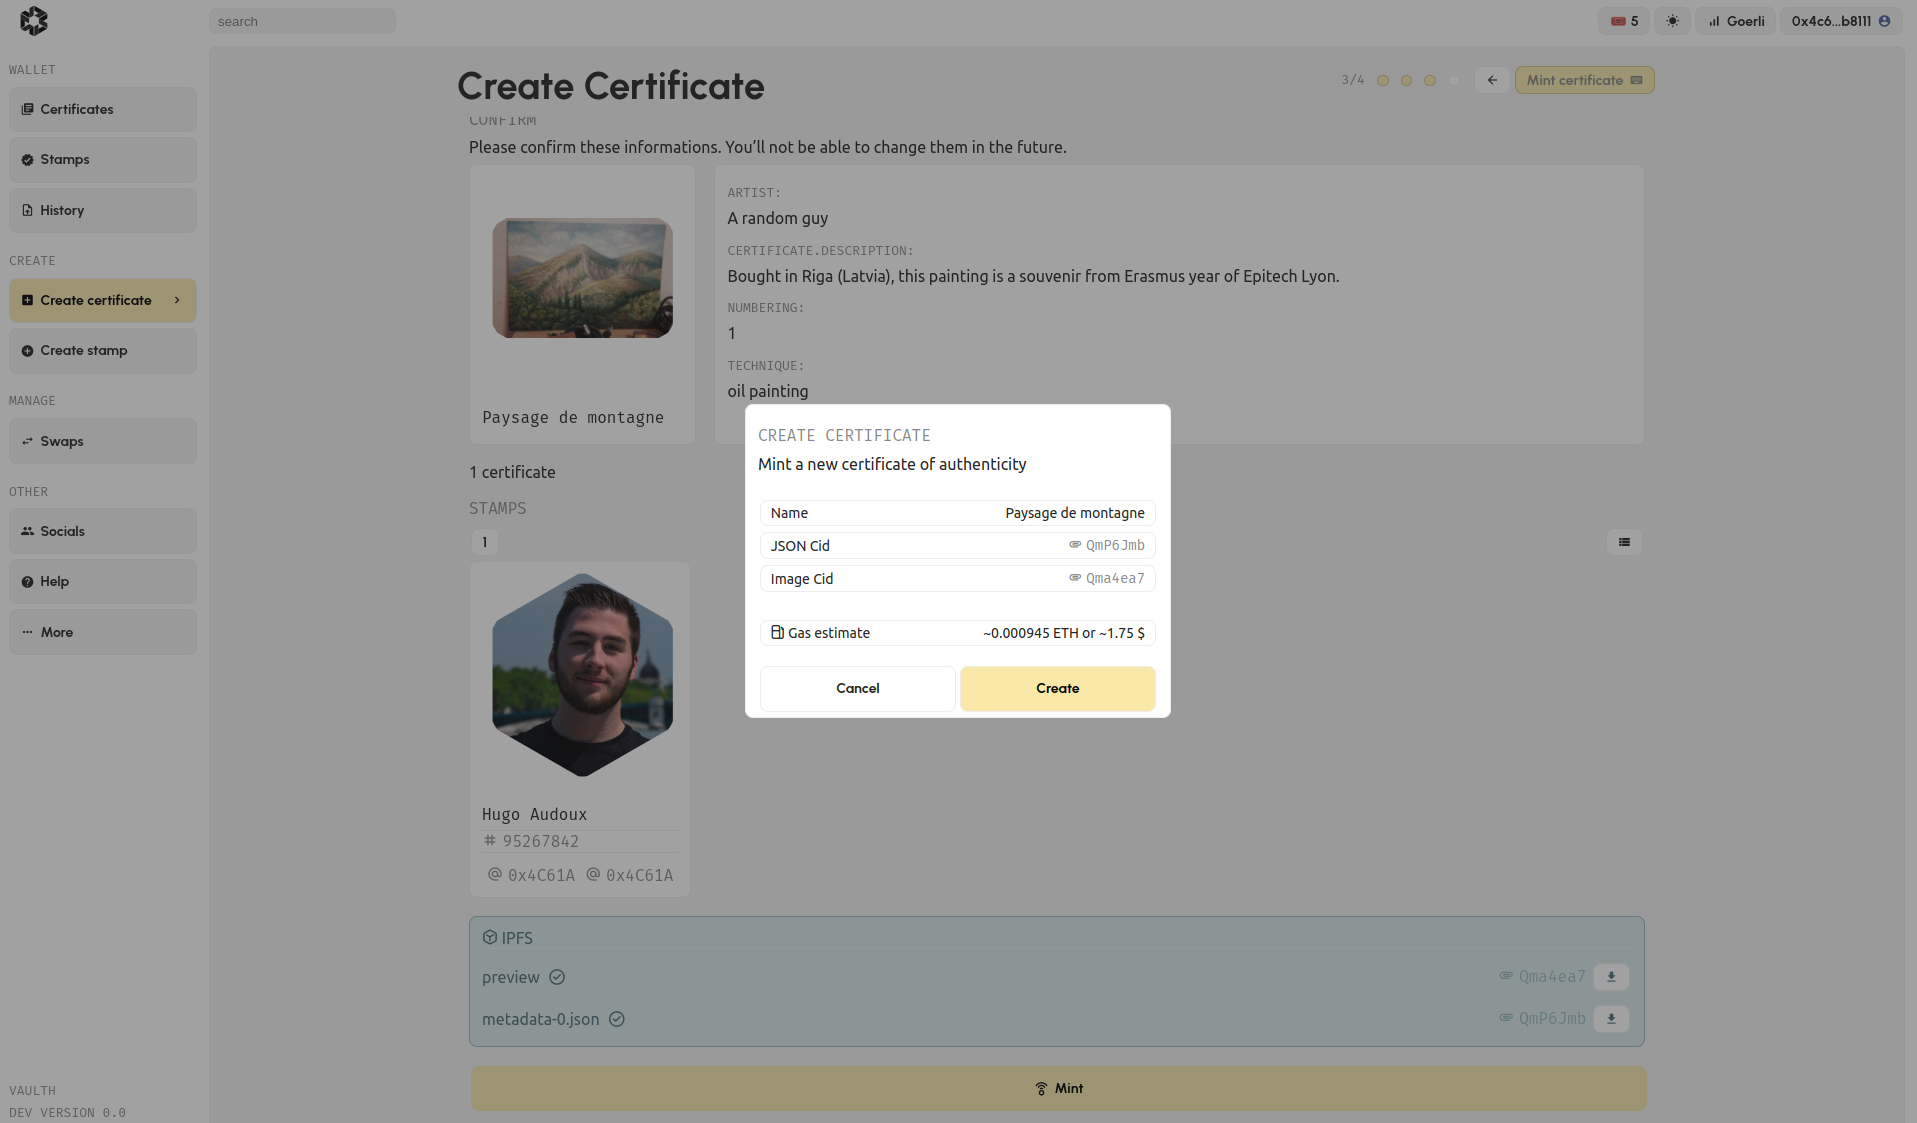 search
5
Goerli
0x4c6...b8111
WALLET
Certificates
Stamps
History
CREATE
Create certificate
Create stamp
MANAGE
Swaps
OTHER
Socials
Help
More
VAULTH
DEV VERSION 0.0
Create Certificate
3/4
Mint certificate
CONFIRM
Please confirm these informations. You'll not be able to change them in the future.
Paysage de montagne
ARTIST:
A random guy
CERTIFICATE.DESCRIPTION:
Bought in Riga (Latvia), this painting is a souvenir from Erasmus year of Epitech Lyon.
NUMBERING:
1
TECHNIQUE:
oil painting
1 certificate
STAMPS
1
Hugo Audoux
# 95267842
@ 0x4C61A @ 0x4C61A
CREATE CERTIFICATE
Mint a new certificate of authenticity
Name Paysage de montagne
JSON Cid QmP6Jmb
Image Cid Qma4ea7
Gas estimate ~0.000945 ETH or ~1.75 $
Cancel
Create
IPFS
preview Qma4ea7
metadata-0.json QmP6Jmb
Mint